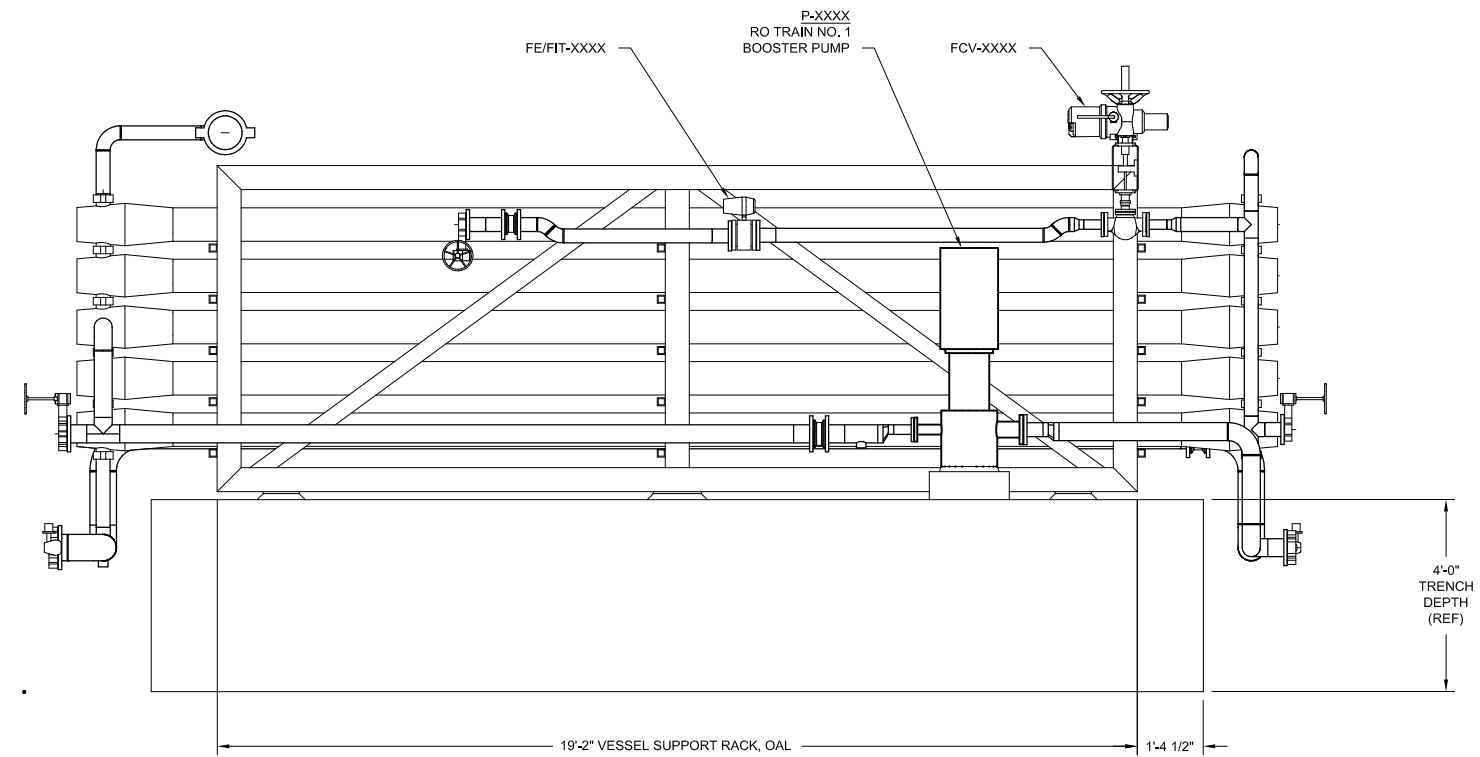 P-XXXX
RO TRAIN NO. 1
BOOSTER PUMP
FE/FIT-XXXX
FCV-XXXX
4'-0"
TRENCH
DEPTH
(REF)
19'-2" VESSEL SUPPORT RACK, OAL
1'-4 1/2"